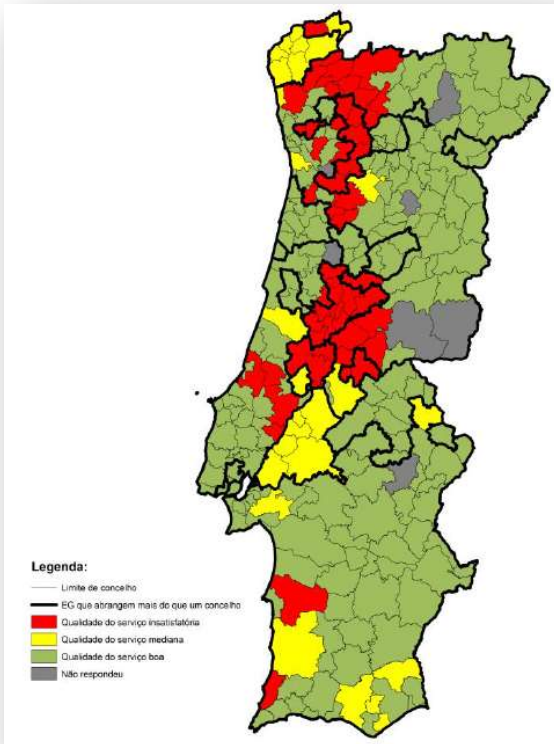 Legenda:
Limite de concelho
EG que abrangem mais do que um concelho
Qualidade do serviço insatisfatória
Qualidade do serviço mediana
Qualidade do serviço boa
Não respondeu